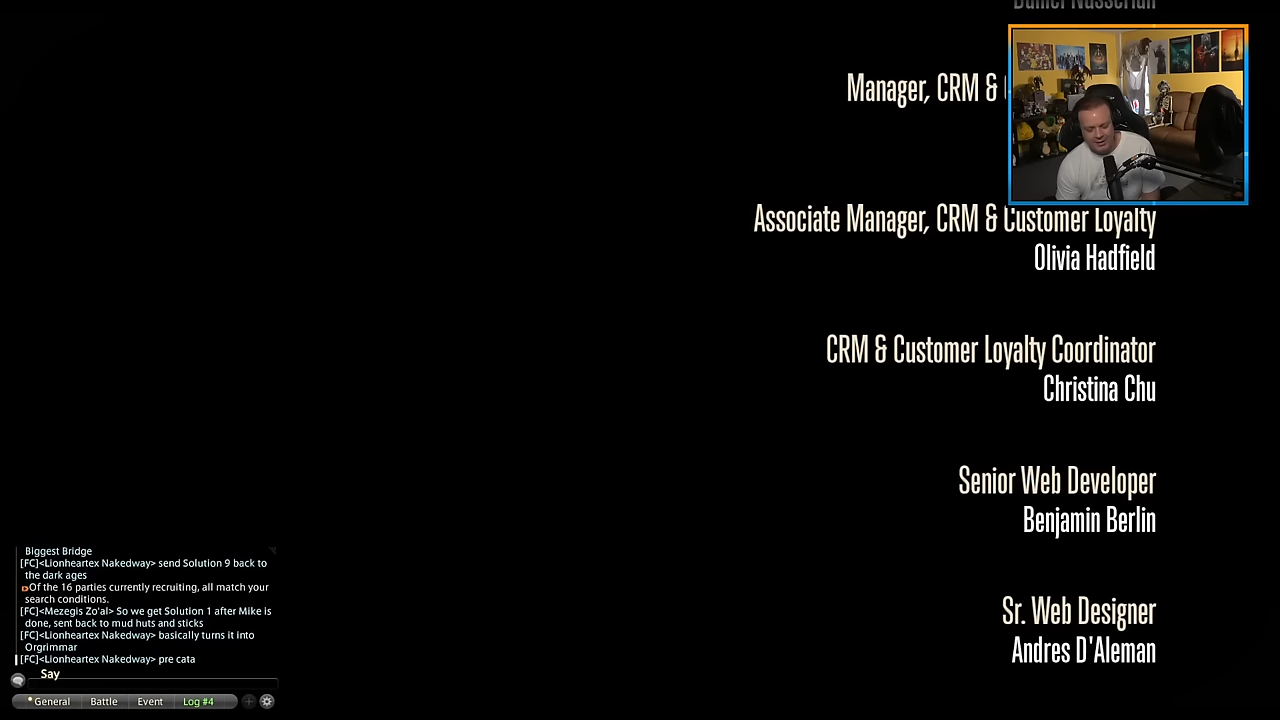 Daniel Nasserian
Manager, CRM &
Associate Manager, CRM & Customer Loyalty
Olivia Hadfield
CRM & Customer Loyalty Coordinator
Christina Chu
Senior Web Developer
Benjamin Berlin
Sr. Web Designer
Andres D'Aleman
Biggest Bridge
[FC]<Lionheartex Nakedway> send Solution 9 back to
the dark ages
Of the 16 parties currently recruiting, all match your
search conditions.
[FC]<Mezegis Zo'al> So we get Solution 1 after Mike is
done, sent back to mud huts and sticks
[FC]<Lionheartex Nakedway> basically turns it into
Orgrimmar
[FC]<Lionheartex Nakedway> pre cata
Say
General Battle Event Log #4